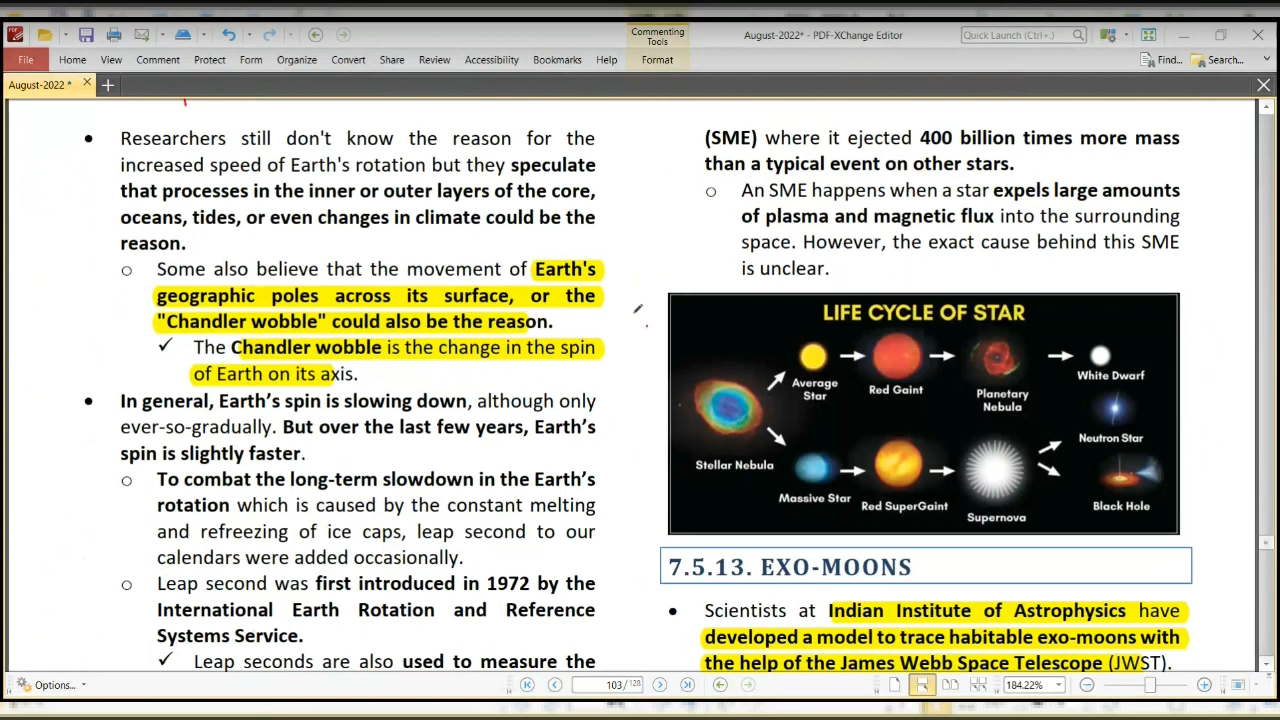 Commenting
Tools
August-2022* - PDF-XChange Editor
Quick Launch (Ctrl+.)
File Home View Comment Protect Form Organize Convert Share Review Accessibility Bookmarks Help Format Find... Search...
August-2022 *
Researchers still don't know the reason for the
increased speed of Earth's rotation but they speculate
that processes in the inner or outer layers of the core,
oceans, tides, or even changes in climate could be the
reason.
Some also believe that the movement of Earth's
geographic poles across its surface, or the
"Chandler wobble" could also be the reason.
The Chandler wobble is the change in the spin
of Earth on its axis.
In general, Earth's spin is slowing down, although only
ever-so-gradually. But over the last few years, Earth's
spin is slightly faster.
To combat the long-term slowdown in the Earth's
rotation which is caused by the constant melting
and refreezing of ice caps, leap second to our
calendars were added occasionally.
Leap second was first introduced in 1972 by the
International Earth Rotation and Reference
Systems Service.
Leap seconds are also used to measure the
(SME) where it ejected 400 billion times more mass
than a typical event on other stars.
An SME happens when a star expels large amounts
of plasma and magnetic flux into the surrounding
space. However, the exact cause behind this SME
is unclear.
LIFE CYCLE OF STAR
Stellar Nebula
Average
Star
Red Gaint
Planetary
Nebula
White Dwarf
Neutron Star
Massive Star
Red SuperGaint
Supernova
Black Hole
7.5.13. EXO-MOONS
Scientists at Indian Institute of Astrophysics have
developed a model to trace habitable exo-moons with
the help of the James Webb Space Telescope (JWST).
Options...
103/128
184.22%